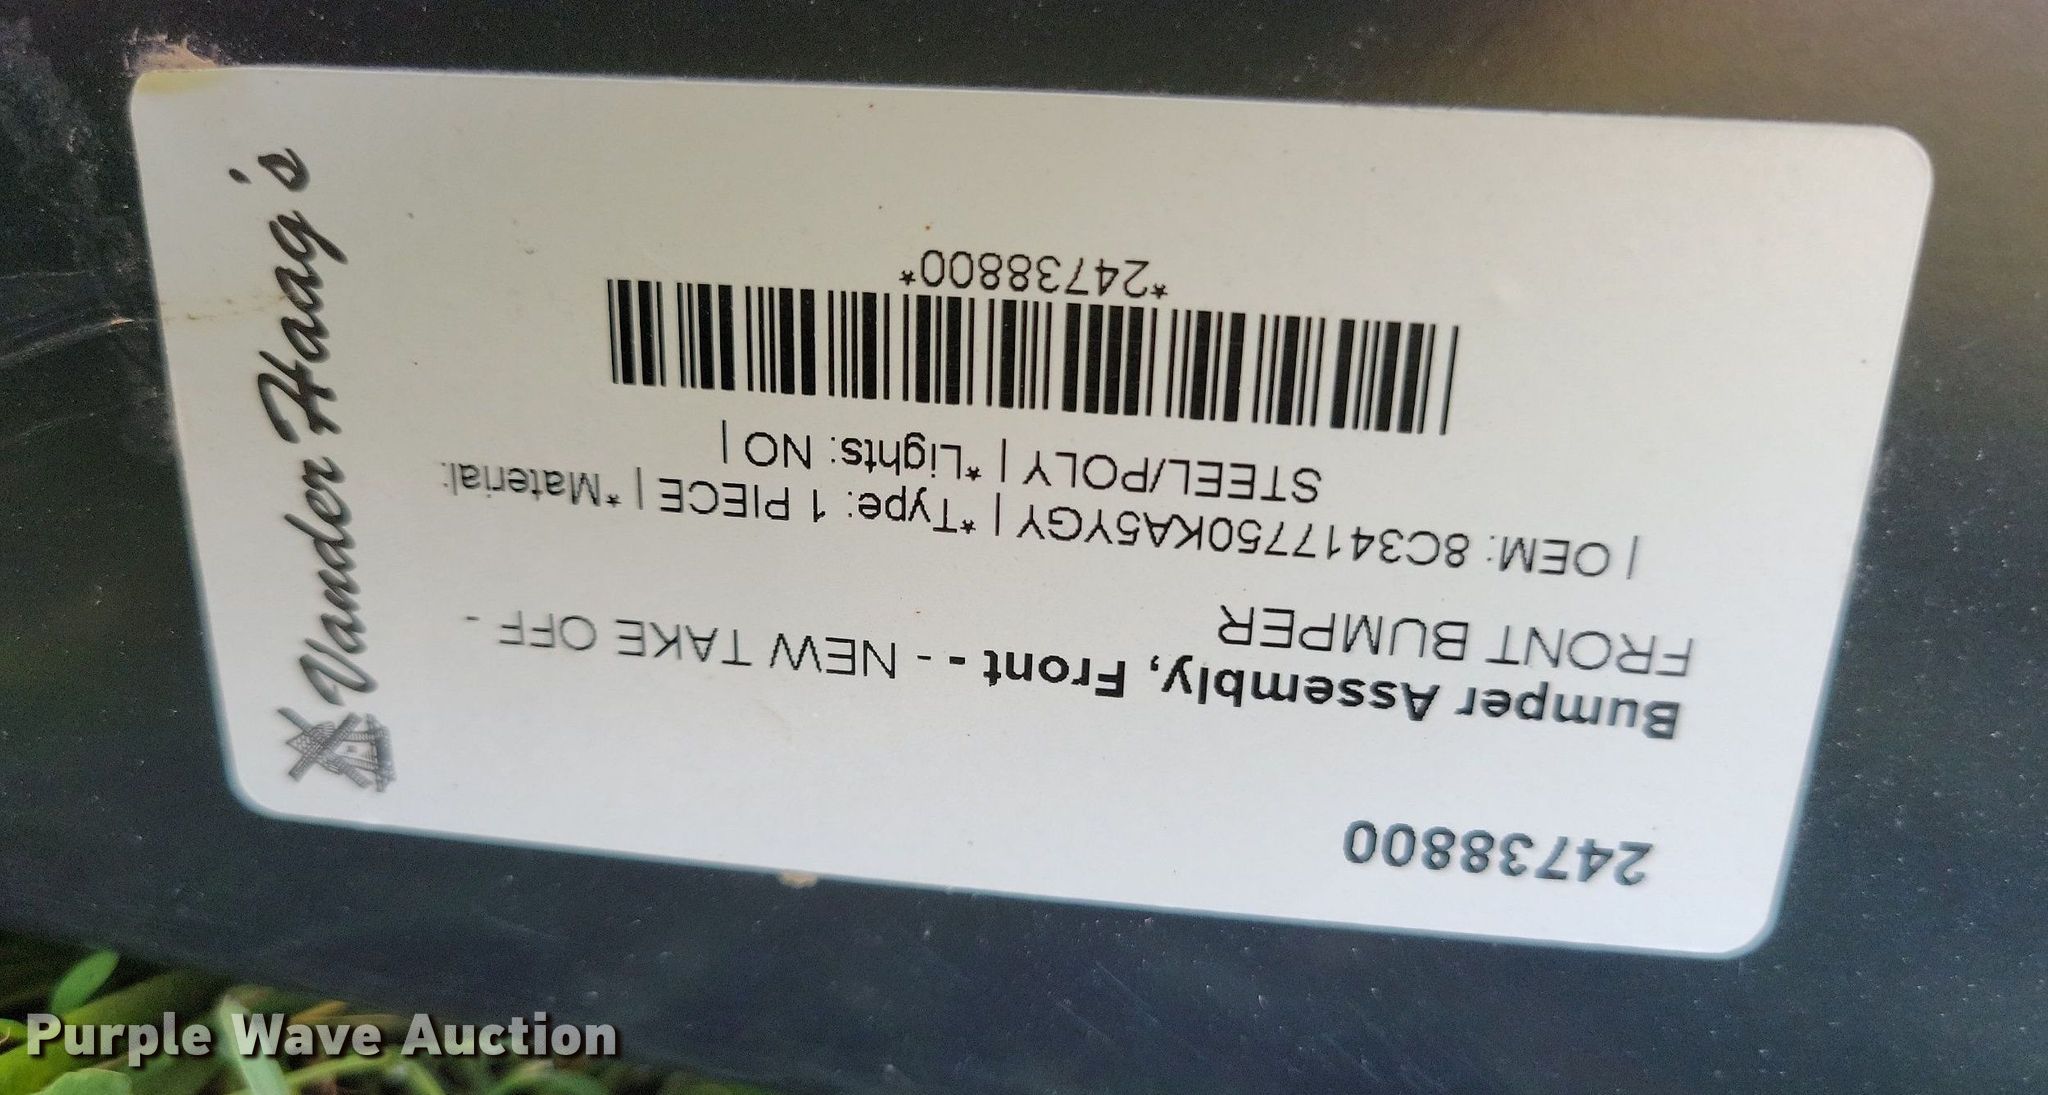 24738800
Bumper Assembly, Front - - NEW TAKE OFF -
FRONT BUMPER
| OEM: 8C3417750KA5YGY | *Type: 1 PIECE | *Material:
STEEL/POLY | *Lights: NO |
*24738800*
Vander Haag's
Purple Wave Auction